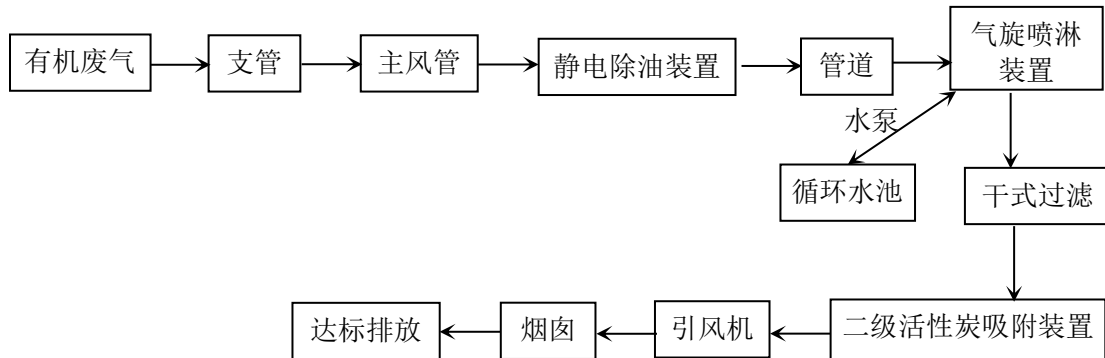 有机废气
支管
主风管
静电除油装置
管道
气旋喷淋
装置
水泵
循环水池
干式过滤
二级活性炭吸附装置
引风机
烟囱
达标排放